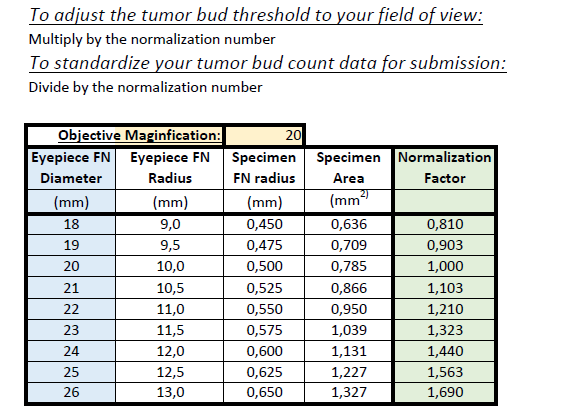 To adjust the tumor bud threshold to your field of view:
Multiply by the normalization number
To standardize your tumor bud count data for submission:
Divide by the normalization number
Objective Maginfication: 20
Eyepiece FN Eyepiece FN Specimen Specimen Normalization
Diameter Radius FN radius Area Factor
(mm) (mm) (mm) (mm²⁾
18 9,0 0,450 0,636 0,810
19 9,5 0,475 0,709 0,903
20 10,0 0,500 0,785 1,000
21 10,5 0,525 0,866 1,103
22 11,0 0,550 0,950 1,210
23 11,5 0,575 1,039 1,323
24 12,0 0,600 1,131 1,440
25 12,5 0,625 1,227 1,563
26 13,0 0,650 1,327 1,690